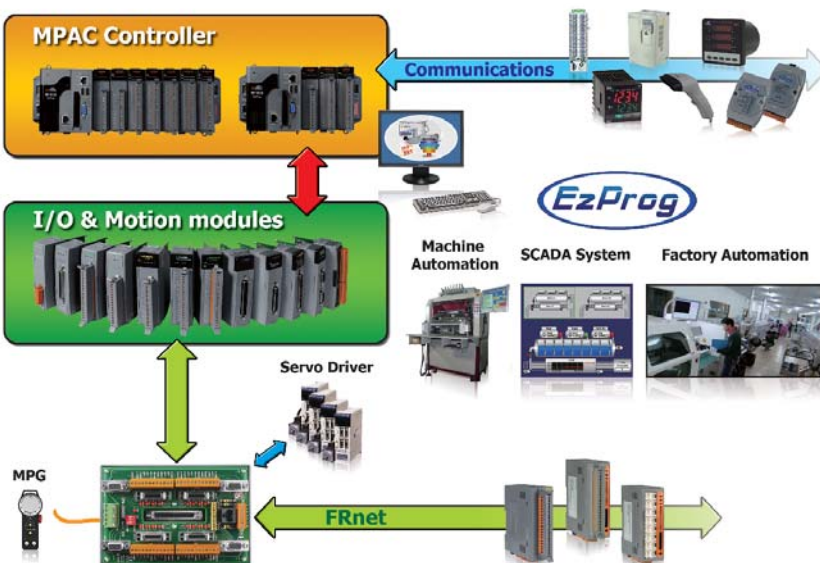 MPAC Controller
Communications
I/O & Motion modules
EzProg
Machine
Automation
SCADA System
Factory Automation
Servo Driver
MPG
FRnet